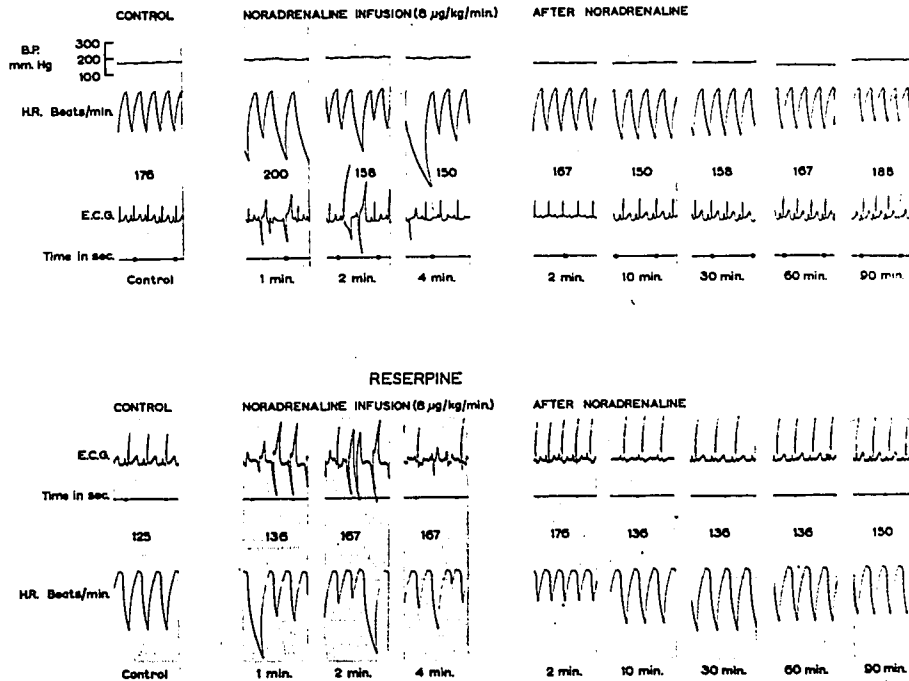 CONTROL NORADRENALINE INFUSION (8 µg/kg/min.) AFTER NORADRENALINE
B.P. mm. Hg 300 200 100
H.R. Beats/min.
176 200 158 150 167 150 158 167 188
E.C.G.
Time in sec.
Control 1 min. 2 min. 4 min. 2 min. 10 min. 30 min. 60 min. 90 min.
RESERPINE
CONTROL NORADRENALINE INFUSION (8 µg/kg/min.) AFTER NORADRENALINE
E.C.G.
Time in sec.
125 136 167 167 176 136 136 136 150
H.R. Beats/min.
Control 1 min. 2 min. 4 min. 2 min. 10 min. 30 min. 60 min. 90 min.